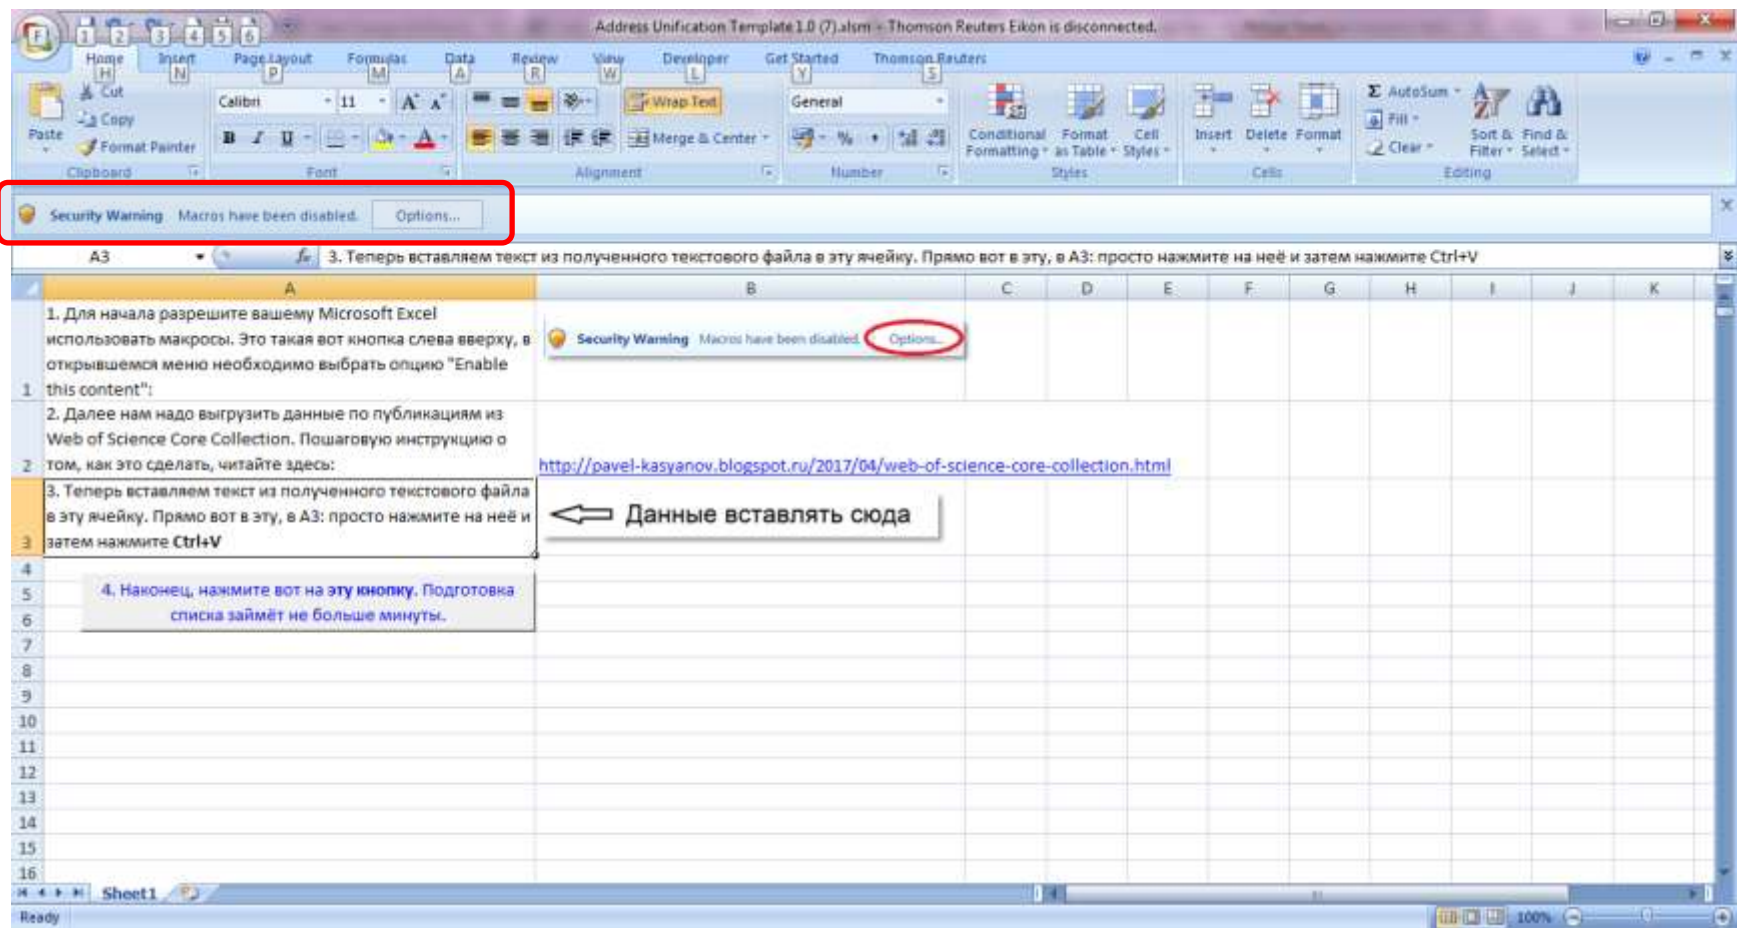 Address Unification Template 1.0 (7).xlsm - Thomson Reuters Eikon is disconnected.
F 1 2 3 4 5 6
Home Insert Page Layout Formulas Data Review View Developer Get Started Thomson Reuters
H N P M A R W L Y S
Cut
Copy
Paste
Format Painter
Clipboard
Calibri 11 A A
B I U A
Font
Wrap Text
Merge & Center
Alignment
General
%
Number
Conditional Formatting
Format as Table
Cell Styles
Styles
Insert Delete Format
Cells
Σ AutoSum
Fill
Clear
Sort & Filter
Find & Select
Editing
Security Warning Macros have been disabled. Options...
A3 fx 3. Теперь вставляем текст из полученного текстового файла в эту ячейку. Прямо вот в эту, в A3: просто нажмите на неё и затем нажмите Ctrl+V
A B C D E F G H I J K
1. Для начала разрешите вашему Microsoft Excel
использовать макросы. Это такая вот кнопка слева вверху, в
открывшемся меню необходимо выбрать опцию "Enable
1 this content":
Security Warning Macros have been disabled. Options...
2. Далее нам надо выгрузить данные по публикациям из
Web of Science Core Collection. Пошаговую инструкцию о
2 том, как это сделать, читайте здесь:
http://pavel-kasyanov.blogspot.ru/2017/04/web-of-science-core-collection.html
3. Теперь вставляем текст из полученного текстового файла
в эту ячейку. Прямо вот в эту, в A3: просто нажмите на неё и
3 затем нажмите Ctrl+V
Данные вставлять сюда
4
5 4. Наконец, нажмите вот на эту кнопку. Подготовка
6 списка займёт не больше минуты.
7
8
9
10
11
12
13
14
15
16
Sheet1
Ready 100%